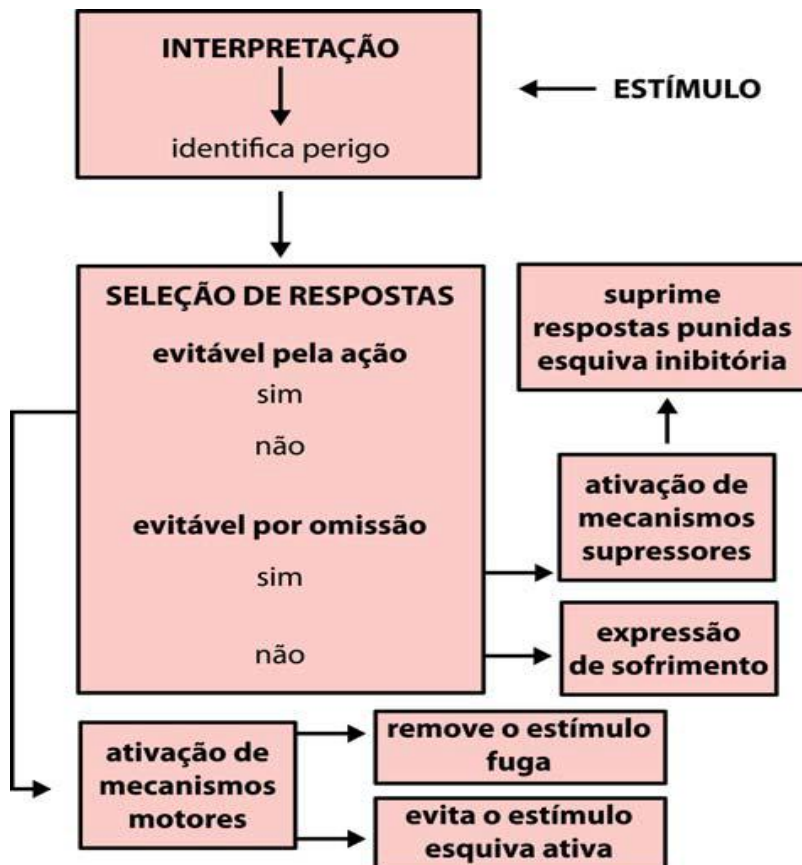 INTERPRETAÇÃO
identifica perigo
ESTÍMULO
SELEÇÃO DE RESPOSTAS
evitável pela ação
sim
não
evitável por omissão
sim
não
suprime
respostas punidas
esquiva inibitória
ativação de
mecanismos
supressores
expressão
de sofrimento
ativação de
mecanismos
motores
remove o estímulo
fuga
evita o estímulo
esquiva ativa